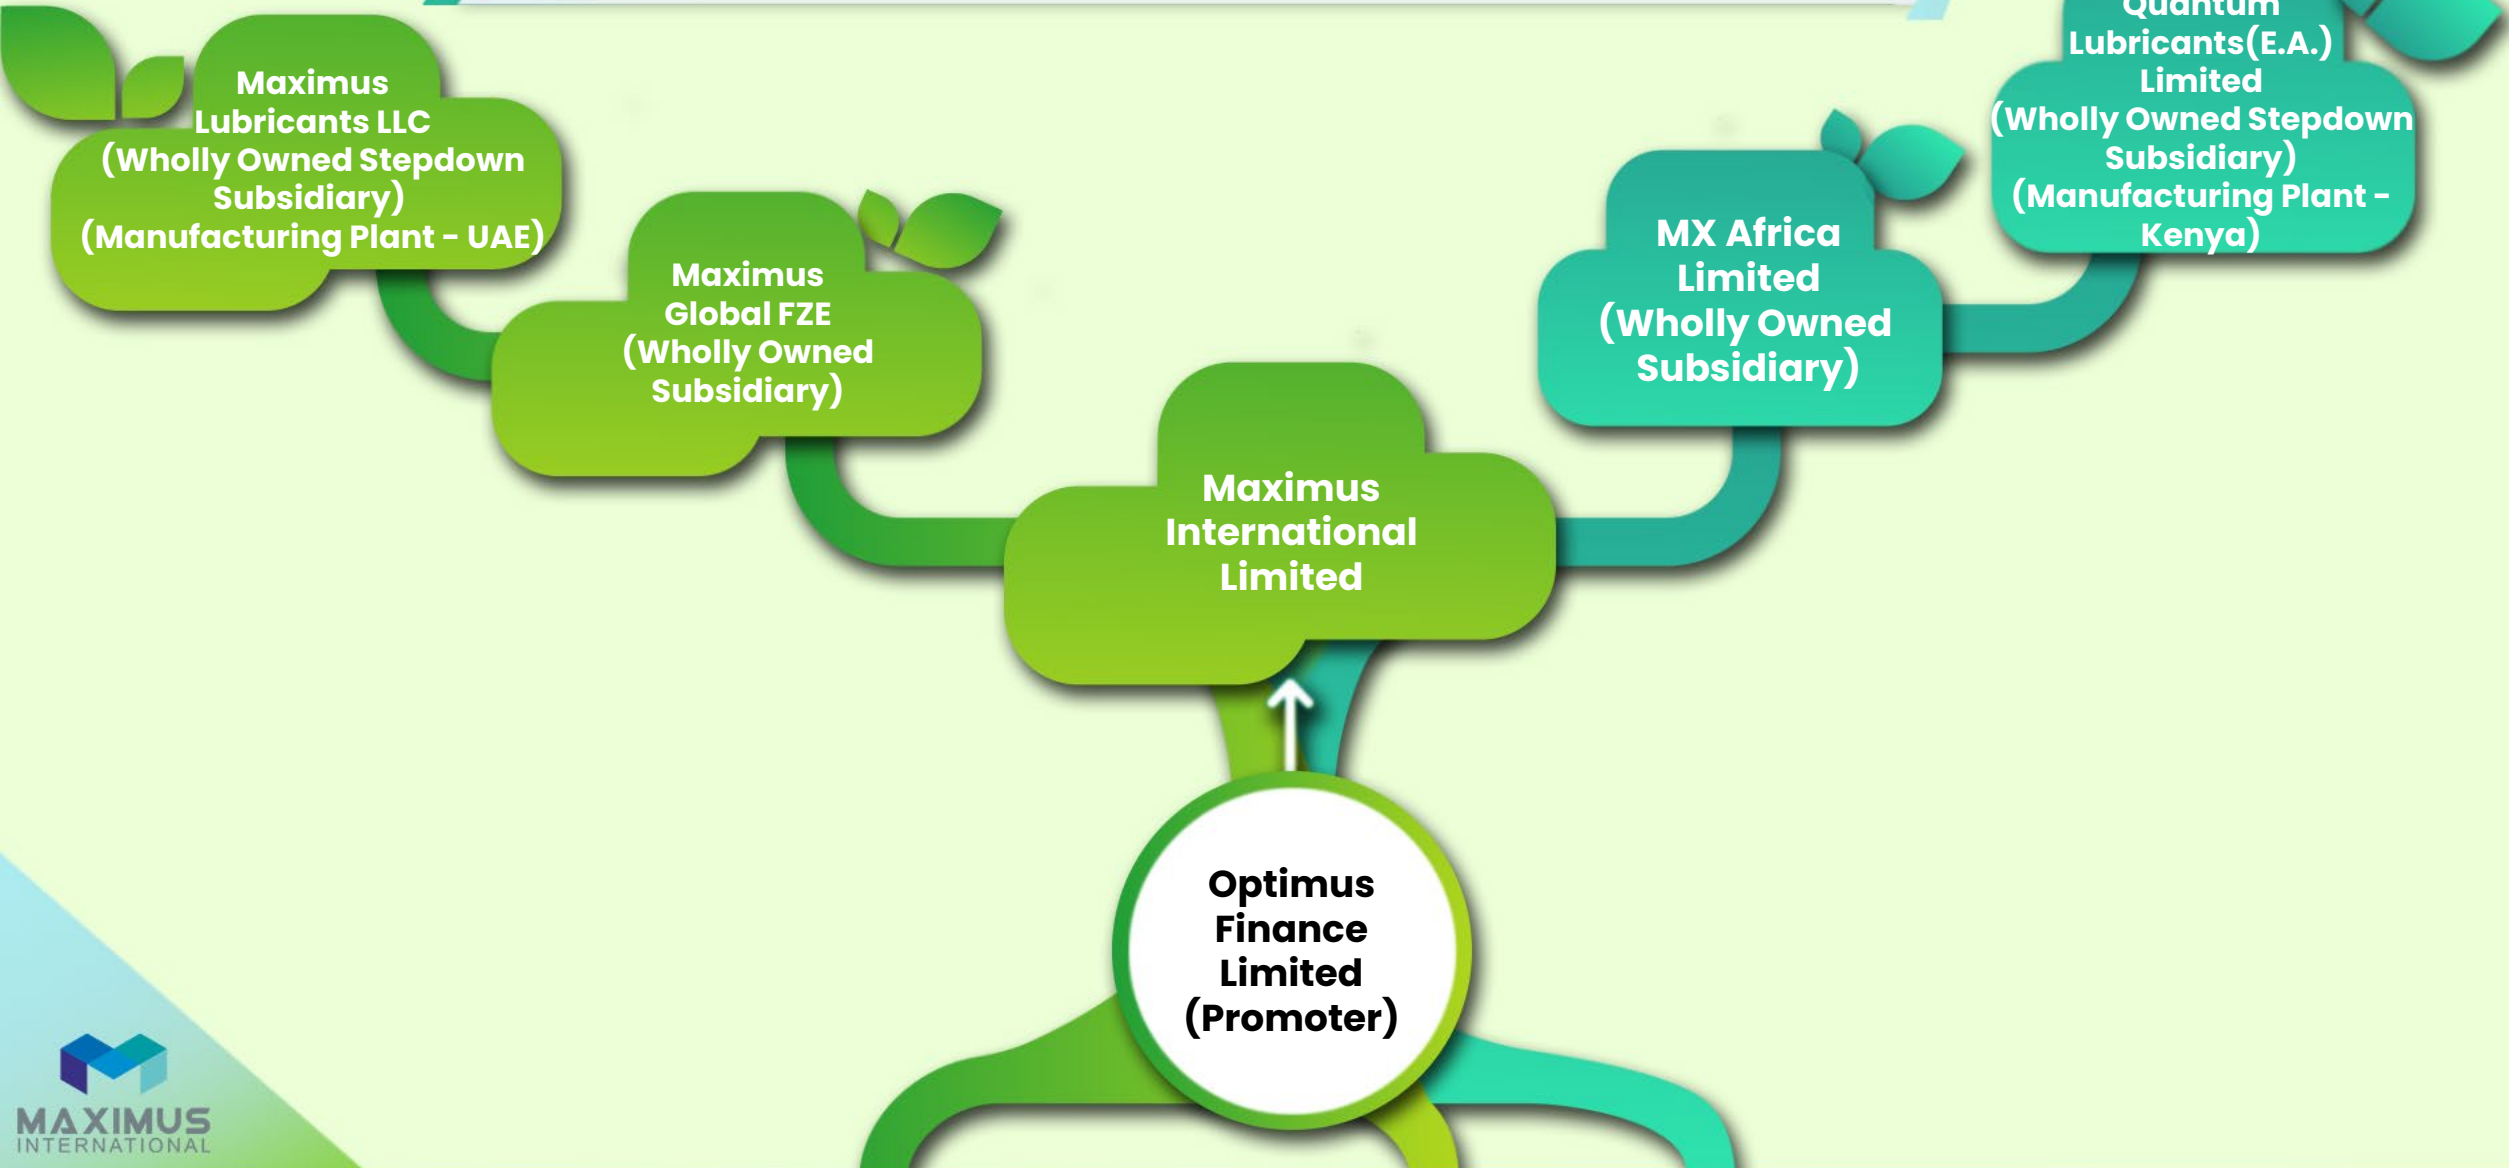 Maximus
Lubricants LLC
(Wholly Owned Stepdown
Subsidiary)
(Manufacturing Plant - UAE)
Maximus
Global FZE
(Wholly Owned
Subsidiary)
Maximus
International
Limited
MX Africa
Limited
(Wholly Owned
Subsidiary)
Quantum
Lubricants(E.A.)
Limited
(Wholly Owned Stepdown
Subsidiary)
(Manufacturing Plant -
Kenya)
Optimus
Finance
Limited
(Promoter)
MAXIMUS
INTERNATIONAL